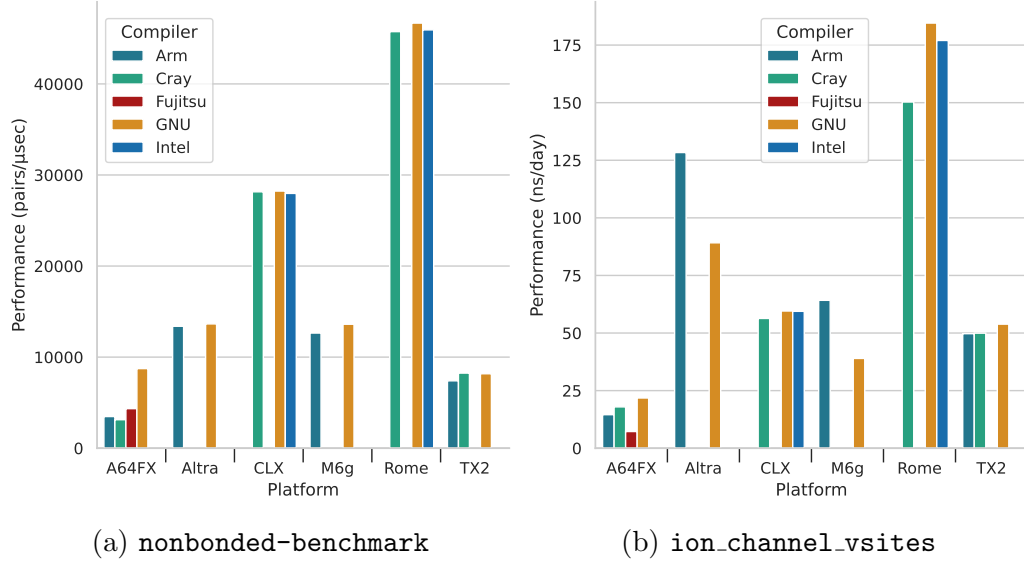 Performance (pairs/µsec)
40000
30000
20000
10000
0
Compiler
Arm
Cray
Fujitsu
GNU
Intel
A64FX Altra CLX M6g Rome TX2
Platform
(a) nonbonded-benchmark
Performance (ns/day)
175
150
125
100
75
50
25
0
Compiler
Arm
Cray
Fujitsu
GNU
Intel
A64FX Altra CLX M6g Rome TX2
Platform
(b) ion_channel_vsites